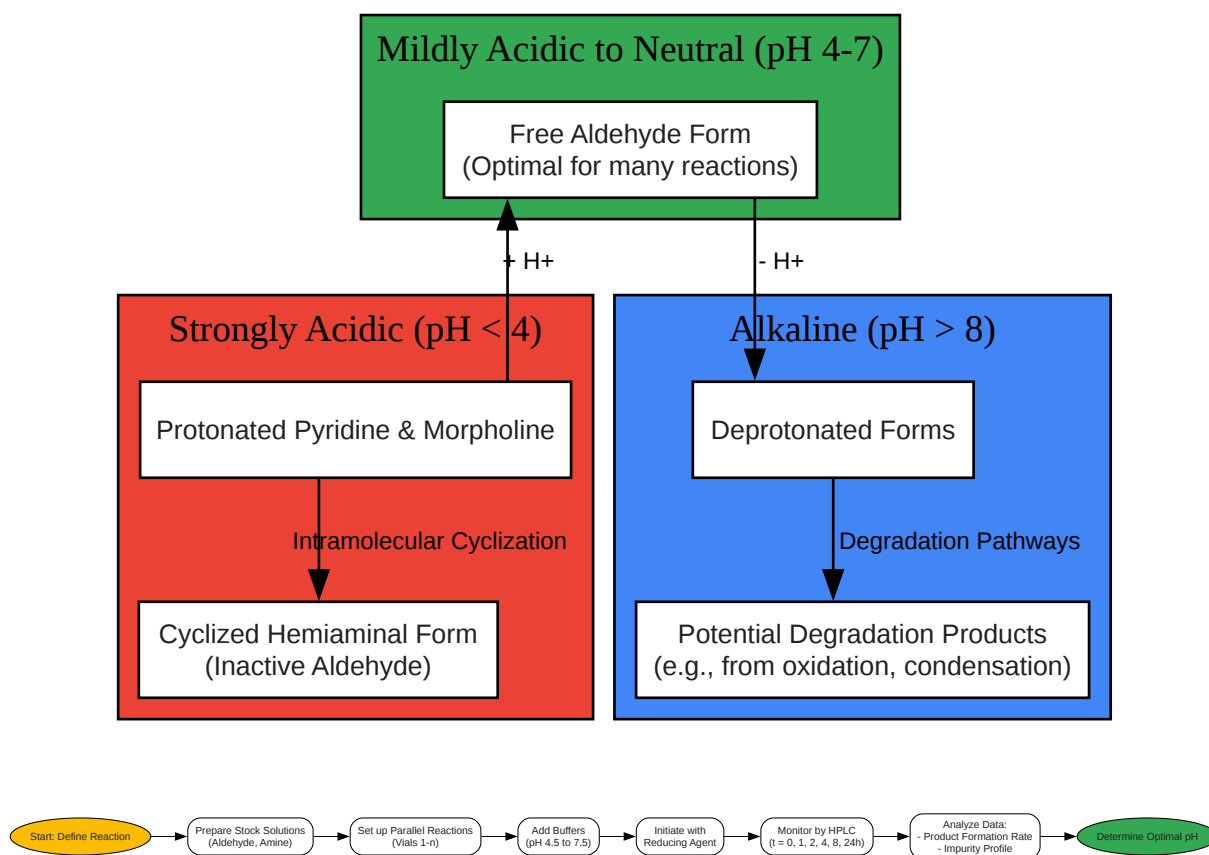 Mildly Acidic to Neutral (pH 4-7)
Free Aldehyde Form
(Optimal for many reactions)
+ H+
- H+
Strongly Acidic (pH < 4)
Protonated Pyridine & Morpholine
Intramolecular Cyclization
Cyclized Hemiaminal Form
(Inactive Aldehyde)
Alkaline (pH > 8)
Deprotonated Forms
Degradation Pathways
Potential Degradation Products
(e.g., from oxidation, condensation)
Start: Define Reaction
Prepare Stock Solutions
(Aldehyde, Amine)
Set up Parallel Reactions
(Vials 1-n)
Add Buffers
(pH 4.5 to 7.5)
Initiate with
Reducing Agent
Monitor by HPLC
(t = 0, 1, 2, 4, 8, 24h)
Analyze Data:
- Product Formation Rate
- Impurity Profile
Determine Optimal pH